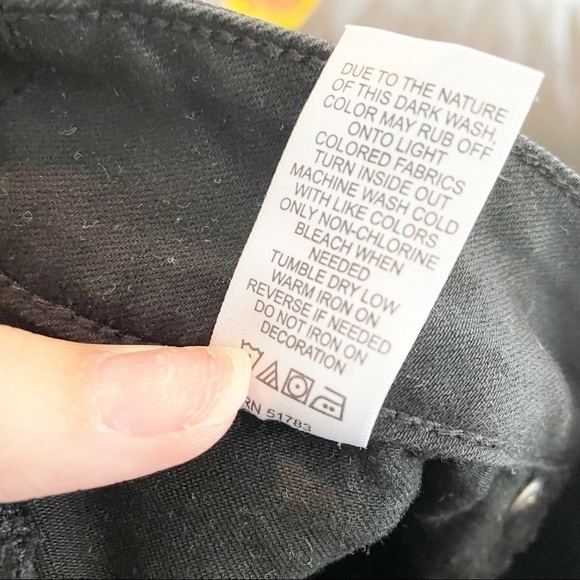 DUE TO THE NATURE
OF THIS DARK WASH,
COLOR MAY RUB OFF
ONTO LIGHT
COLORED FABRICS
TURN INSIDE OUT
MACHINE WASH COLD
WITH LIKE COLORS
ONLY NON-CHLORINE
BLEACH WHEN
NEEDED
TUMBLE DRY LOW
WARM IRON ON
REVERSE IF NEEDED
DO NOT IRON ON
DECORATION
RN 51783